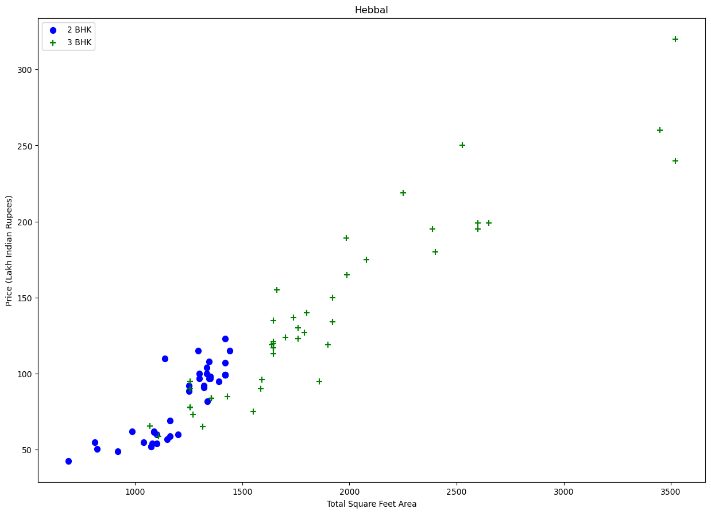 Hebbal
2 BHK
3 BHK
300
250
200
150
100
50
Price (Lakh Indian Rupees)
1000 1500 2000 2500 3000 3500
Total Square Feet Area